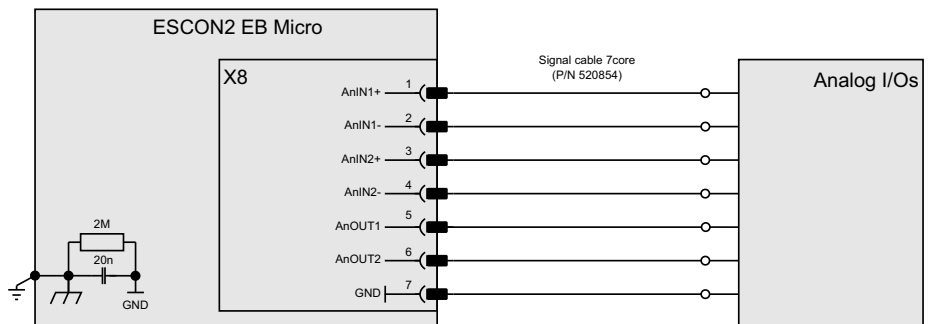 ESCON2 EB Micro
X8
Signal cable 7core
(P/N 520854)
Analog I/Os
AnIN1+ 1
AnIN1- 2
AnIN2+ 3
AnIN2- 4
AnOUT1 5
AnOUT2 6
GND 7
2M
20n
GND